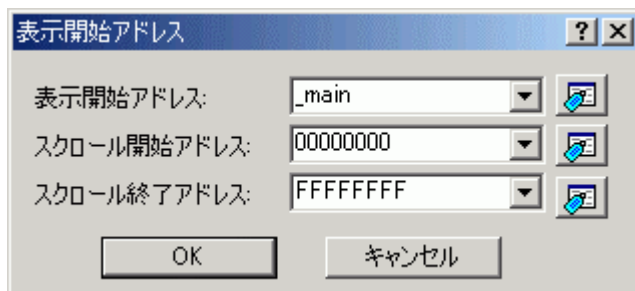 表示開始アドレス
表示開始アドレス: _main
スクロール開始アドレス: 00000000
スクロール終了アドレス: FFFFFFFF
OK キャンセル